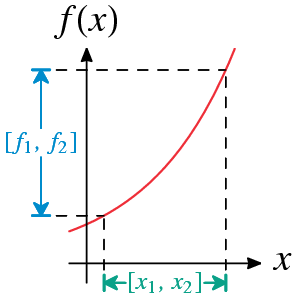 f(x)
[f₁, f₂]
x
[x₁, x₂]